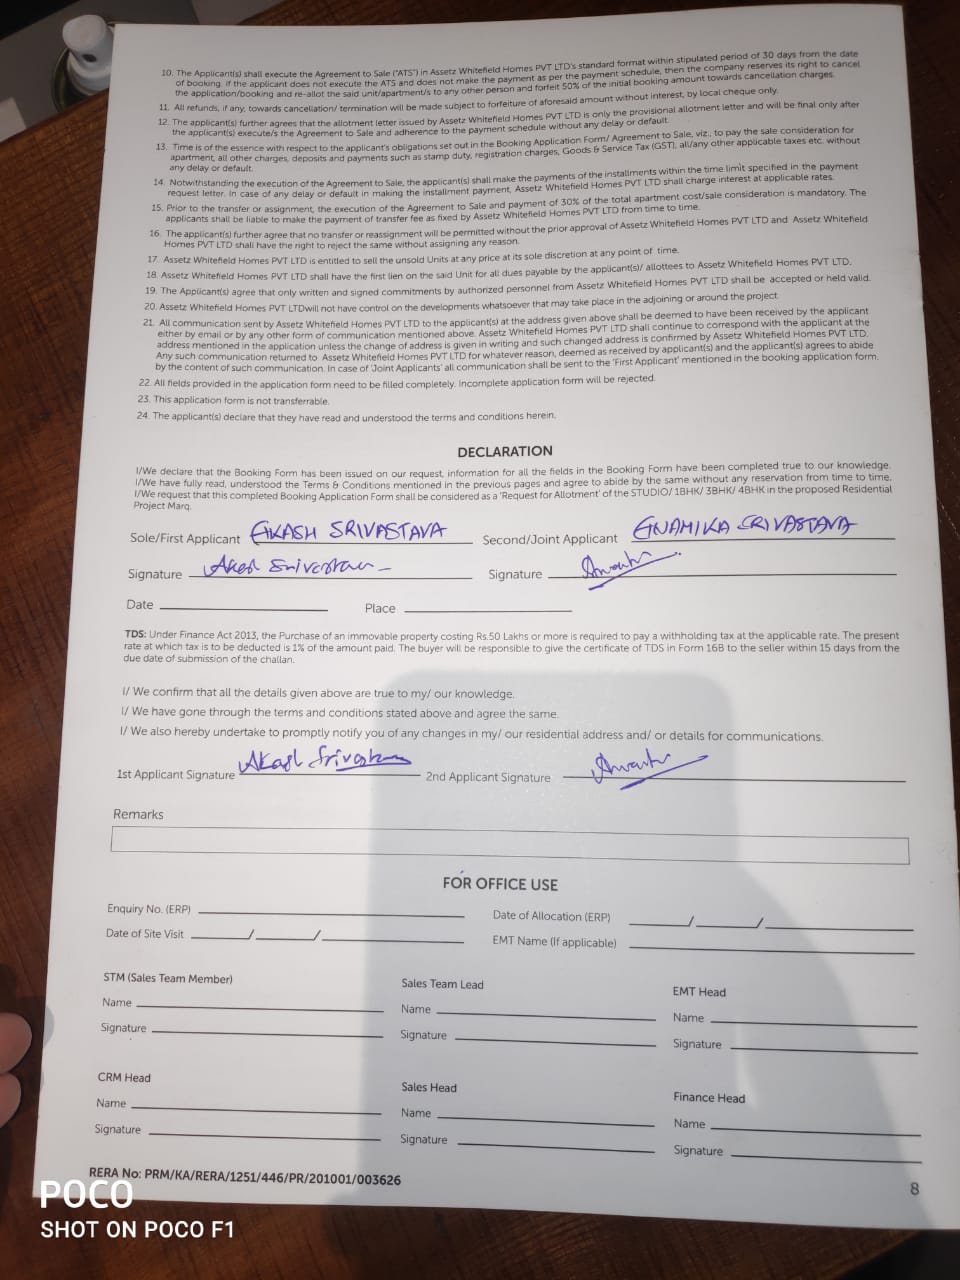 10. The Applicant(s) shall execute the Agreement to Sale ("ATS") in Assetz Whitefield Homes PVT LTD's standard format within stipulated period of 30 days from the date
of booking. if the applicant does not execute the ATS and does not make the payment as per the payment schedule, then the company reserves its right to cancel
the application/booking and re-allot the said unit/apartment/s to any other person and forfeit 50% of the initial booking amount towards cancellation charges.
11. All refunds, if any, towards cancellation/ termination will be made subject to forfeiture of aforesaid amount without interest, by local cheque only.
12. The applicant(s) further agrees that the allotment letter issued by Assetz Whitefield Homes PVT LTD is only the provisional allotment letter and will be final only after
the applicant(s) execute/s the Agreement to Sale and adherence to the payment schedule without any delay or default.
13. Time is of the essence with respect to the applicant's obligations set out in the Booking Application Form/ Agreement to Sale, viz., to pay the sale consideration for
apartment, all other charges, deposits and payments such as stamp duty, registration charges, Goods & Service Tax (GST), all/any other applicable taxes etc. without
any delay or default.
14. Notwithstanding the execution of the Agreement to Sale, the applicant(s) shall make the payments of the installments within the time limit specified in the payment
request letter. In case of any delay or default in making the installment payment, Assetz Whitefield Homes PVT LTD shall charge interest at applicable rates.
15. Prior to the transfer or assignment, the execution of the Agreement to Sale and payment of 30% of the total apartment cost/sale consideration is mandatory. The
applicants shall be liable to make the payment of transfer fee as fixed by Assetz Whitefield Homes PVT LTD from time to time.
16. The applicant(s) further agree that no transfer or reassignment will be permitted without the prior approval of Assetz Whitefield Homes PVT LTD and Assetz Whitefield
Homes PVT LTD shall have the right to reject the same without assigning any reason.
17. Assetz Whitefield Homes PVT LTD is entitled to sell the unsold Units at any price at its sole discretion at any point of time.
18. Assetz Whitefield Homes PVT LTD shall have the first lien on the said Unit for all dues payable by the applicant(s)/ allottees to Assetz Whitefield Homes PVT LTD.
19. The Applicant(s) agree that only written and signed commitments by authorized personnel from Assetz Whitefield Homes PVT LTD shall be accepted or held valid.
20. Assetz Whitefield Homes PVT LTDwill not have control on the developments whatsoever that may take place in the adjoining or around the project.
21. All communication sent by Assetz Whitefield Homes PVT LTD to the applicant(s) at the address given above shall be deemed to have been received by the applicant
either by email or by any other form of communication mentioned above. Assetz Whitefield Homes PVT LTD shall continue to correspond with the applicant at the
address mentioned in the application unless the change of address is given in writing and such changed address is confirmed by Assetz Whitefield Homes PVT LTD.
Any such communication returned to Assetz Whitefield Homes PVT LTD for whatever reason, deemed as received by applicant(s) and the applicant(s) agrees to abide
by the content of such communication. In case of 'Joint Applicants' all communication shall be sent to the 'First Applicant' mentioned in the booking application form.
22. All fields provided in the application form need to be filled completely. Incomplete application form will be rejected.
23. This application form is not transferrable.
24. The applicant(s) declare that they have read and understood the terms and conditions herein.
DECLARATION
I/We declare that the Booking Form has been issued on our request, information for all the fields in the Booking Form have been completed true to our knowledge.
I/We have fully read, understood the Terms & Conditions mentioned in the previous pages and agree to abide by the same without any reservation from time to time.
I/We request that this completed Booking Application Form shall be considered as a 'Request for Allotment' of the STUDIO/ 1BHK/ 3BHK/ 4BHK in the proposed Residential
Project Marq.
Sole/First Applicant AKASH SRIVASTAVA Second/Joint Applicant ANAMIKA SRIVASTAVA
Signature Akash Srivastava Signature
Date Place
TDS: Under Finance Act 2013, the Purchase of an immovable property costing Rs.50 Lakhs or more is required to pay a withholding tax at the applicable rate. The present
rate at which tax is to be deducted is 1% of the amount paid. The buyer will be responsible to give the certificate of TDS in Form 16B to the seller within 15 days from the
due date of submission of the challan.
I/ We confirm that all the details given above are true to my/ our knowledge.
I/ We have gone through the terms and conditions stated above and agree the same.
I/ We also hereby undertake to promptly notify you of any changes in my/ our residential address and/ or details for communications.
1st Applicant Signature Akash Srivastava 2nd Applicant Signature
Remarks
FOR OFFICE USE
Enquiry No. (ERP) Date of Allocation (ERP) / /
Date of Site Visit / / EMT Name (If applicable)
STM (Sales Team Member) Sales Team Lead EMT Head
Name Name Name
Signature Signature Signature
CRM Head Sales Head Finance Head
Name Name Name
Signature Signature Signature
RERA No: PRM/KA/RERA/1251/446/PR/201001/003626
8
POCO
SHOT ON POCO F1